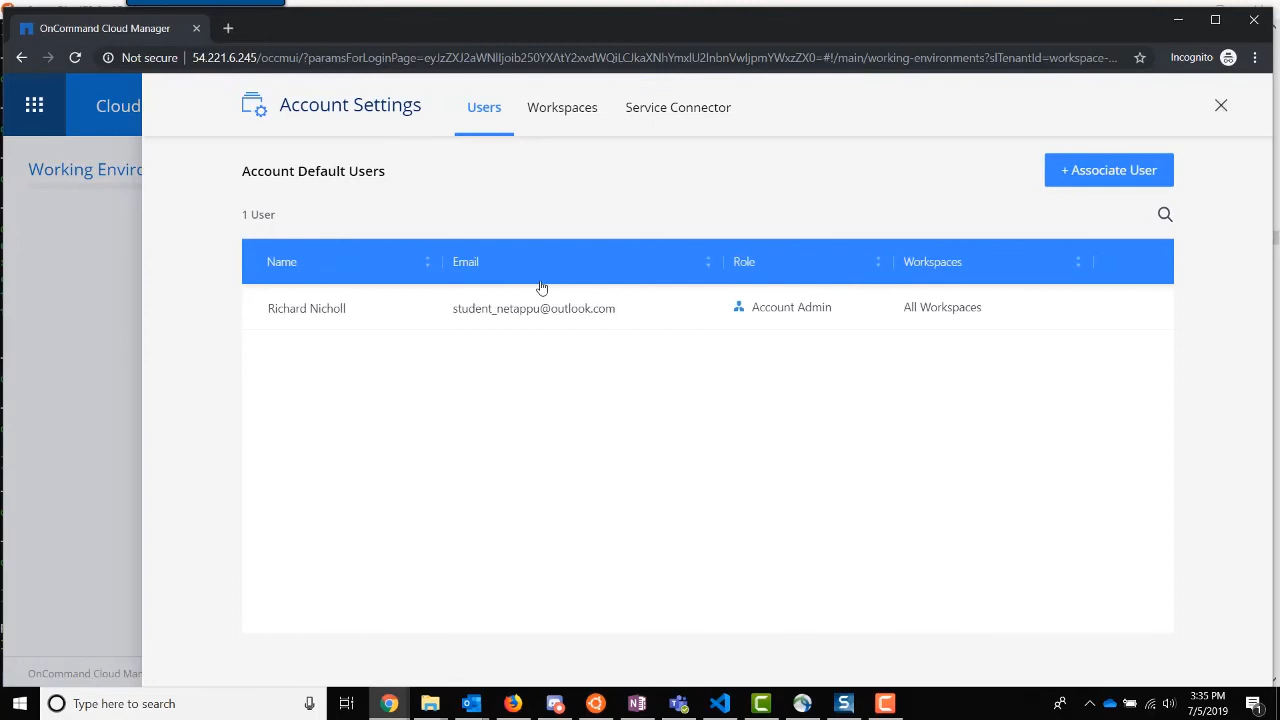 OnCommand Cloud Manager
Not secure
54.221.6.245/occmui/?paramsForLoginPage=eyJzZXJ2aWNlIjoib250YXAtY2xvdWQiLCJkaXNhYmxlU2lnbnVwIjpmYWxzZX0=#!/main/working-environments?slTenantId=workspace-...
Incognito
Cloud
Account Settings
Users
Workspaces
Service Connector
Working Enviro
Account Default Users
+ Associate User
1 User
Name
Email
Role
Workspaces
Richard Nicholl
student_netappu@outlook.com
Account Admin
All Workspaces
OnCommand Cloud Man
Type here to search
3:35 PM
7/5/2019